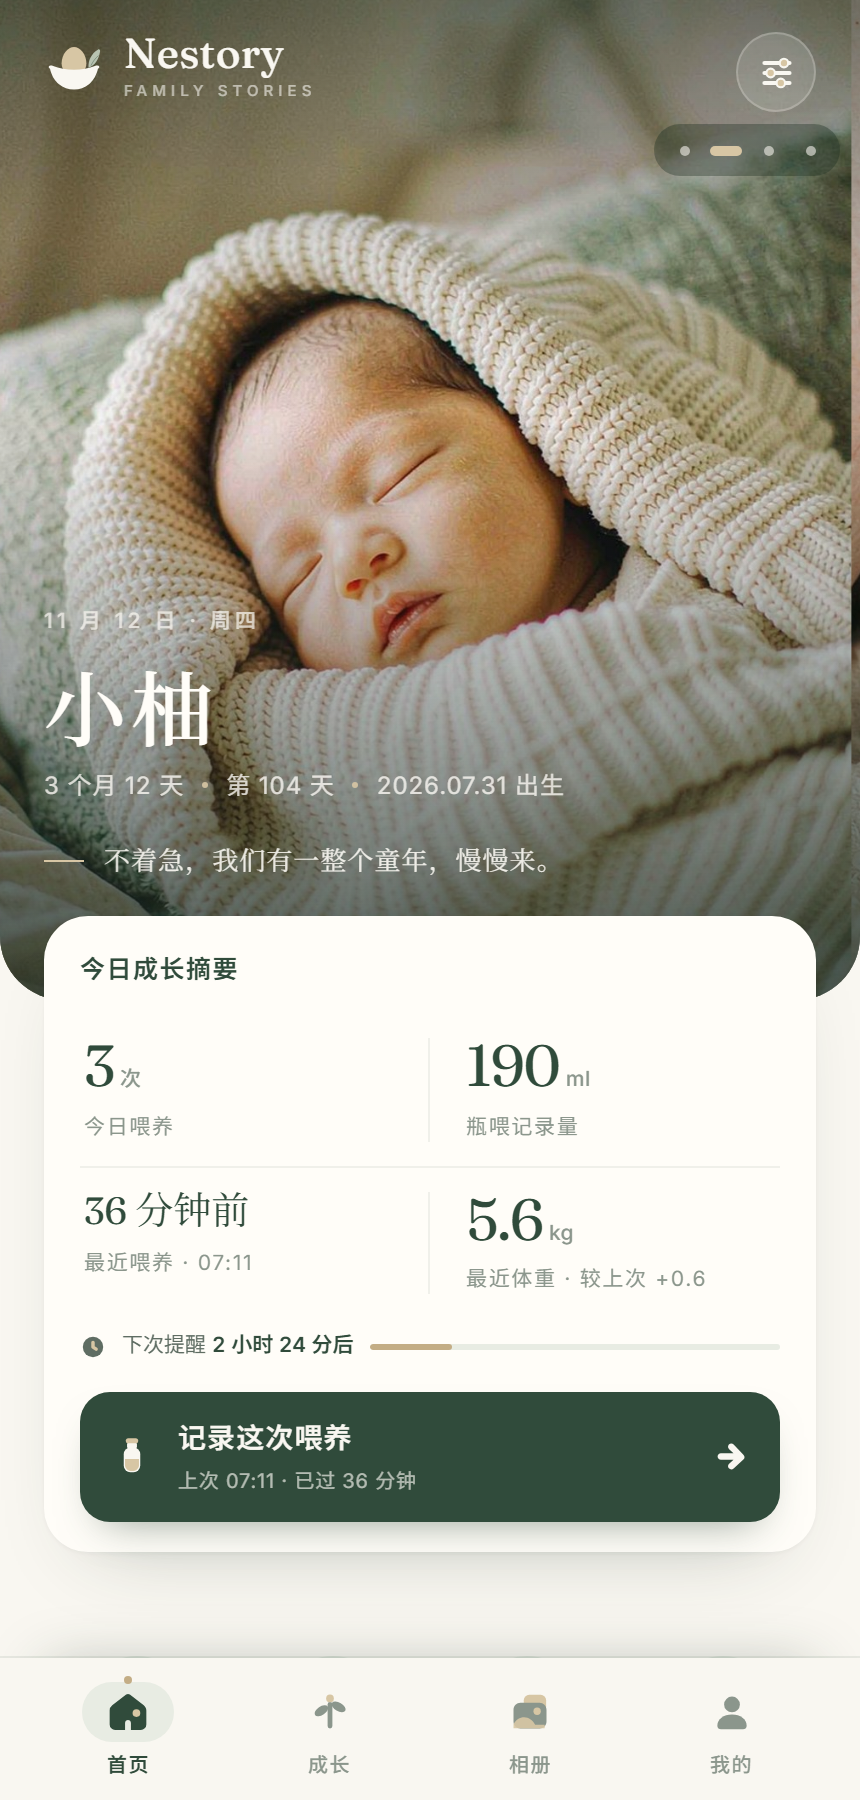 Nestory
FAMILY STORIES
11 月 12 日 · 周四
小柚
3 个月 12 天 • 第 104 天 • 2026.07.31 出生
不着急，我们有一整个童年，慢慢来。
今日成长摘要
3 次
今日喂养
190 ml
瓶喂记录量
36 分钟前
最近喂养 · 07:11
5.6 kg
最近体重 · 较上次 +0.6
下次提醒 2 小时 24 分后
记录这次喂养
上次 07:11 · 已过 36 分钟
首页
成长
相册
我的